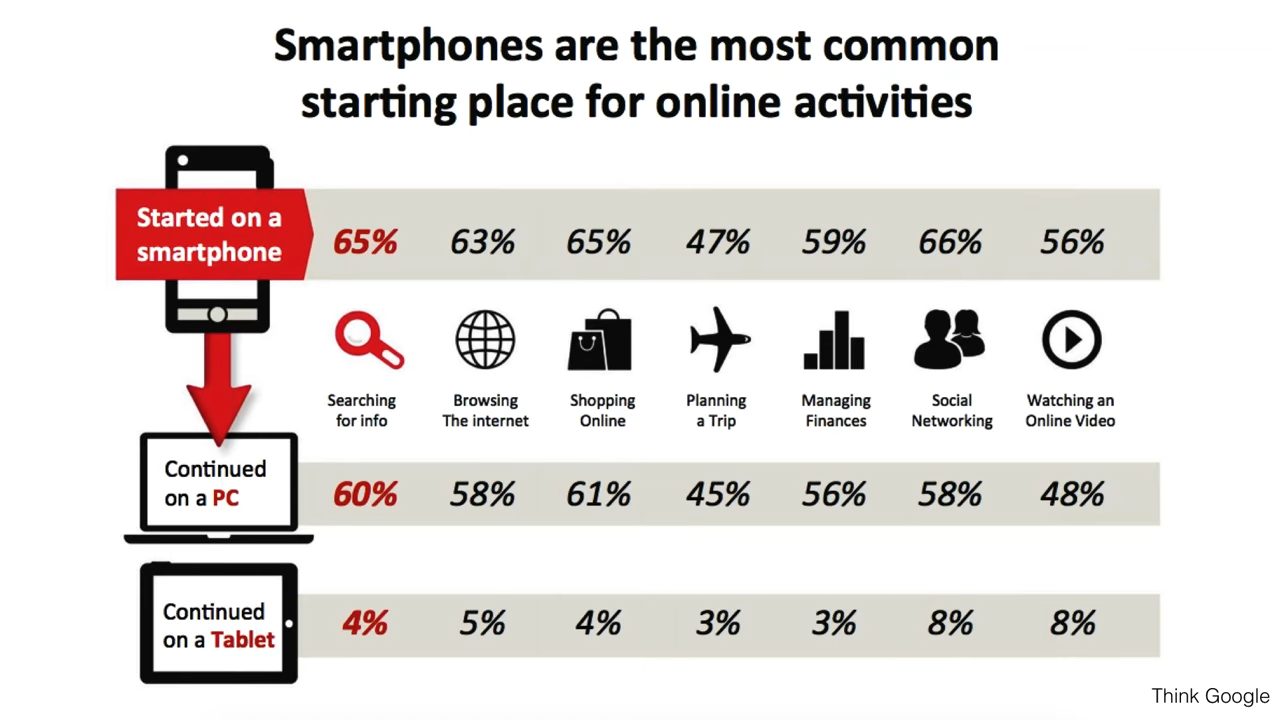 Smartphones are the most common
starting place for online activities
Started on a
smartphone
65% 63% 65% 47% 59% 66% 56%
Searching
for info
Browsing
The internet
Shopping
Online
Planning
a Trip
Managing
Finances
Social
Networking
Watching an
Online Video
Continued
on a PC
60% 58% 61% 45% 56% 58% 48%
Continued
on a Tablet
4% 5% 4% 3% 3% 8% 8%
Think Google